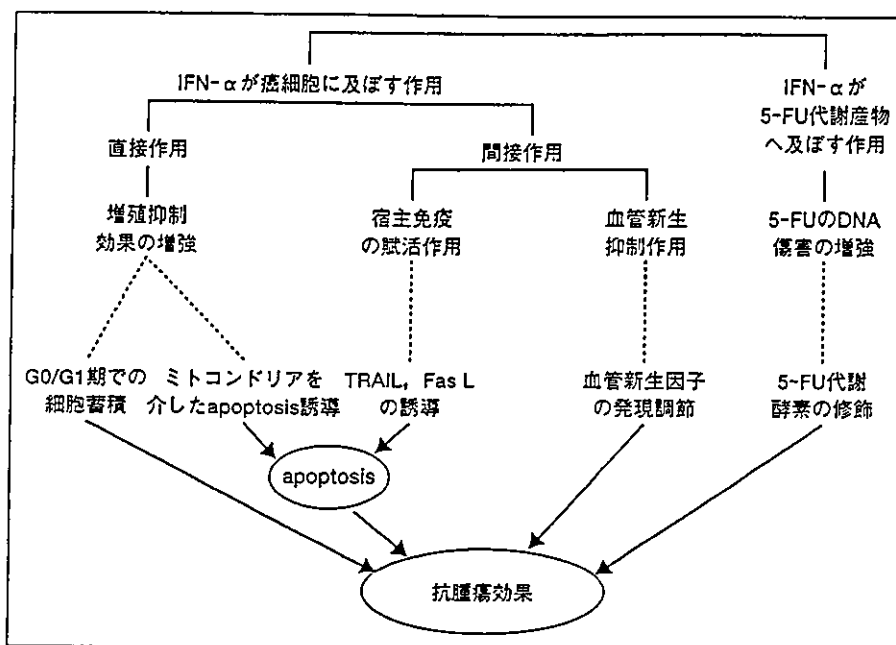 IFN-αが癌細胞に及ぼす作用
IFN-αが
5-FU代謝産物
へ及ぼす作用
直接作用
間接作用
増殖抑制
効果の増強
宿主免疫
の賦活作用
血管新生
抑制作用
5-FUのDNA
傷害の増強
G0/G1期での
細胞蓄積
ミトコンドリアを
介したapoptosis誘導
TRAIL, Fas L
の誘導
血管新生因子
の発現調節
5-FU代謝
酵素の修飾
apoptosis
抗腫瘍効果